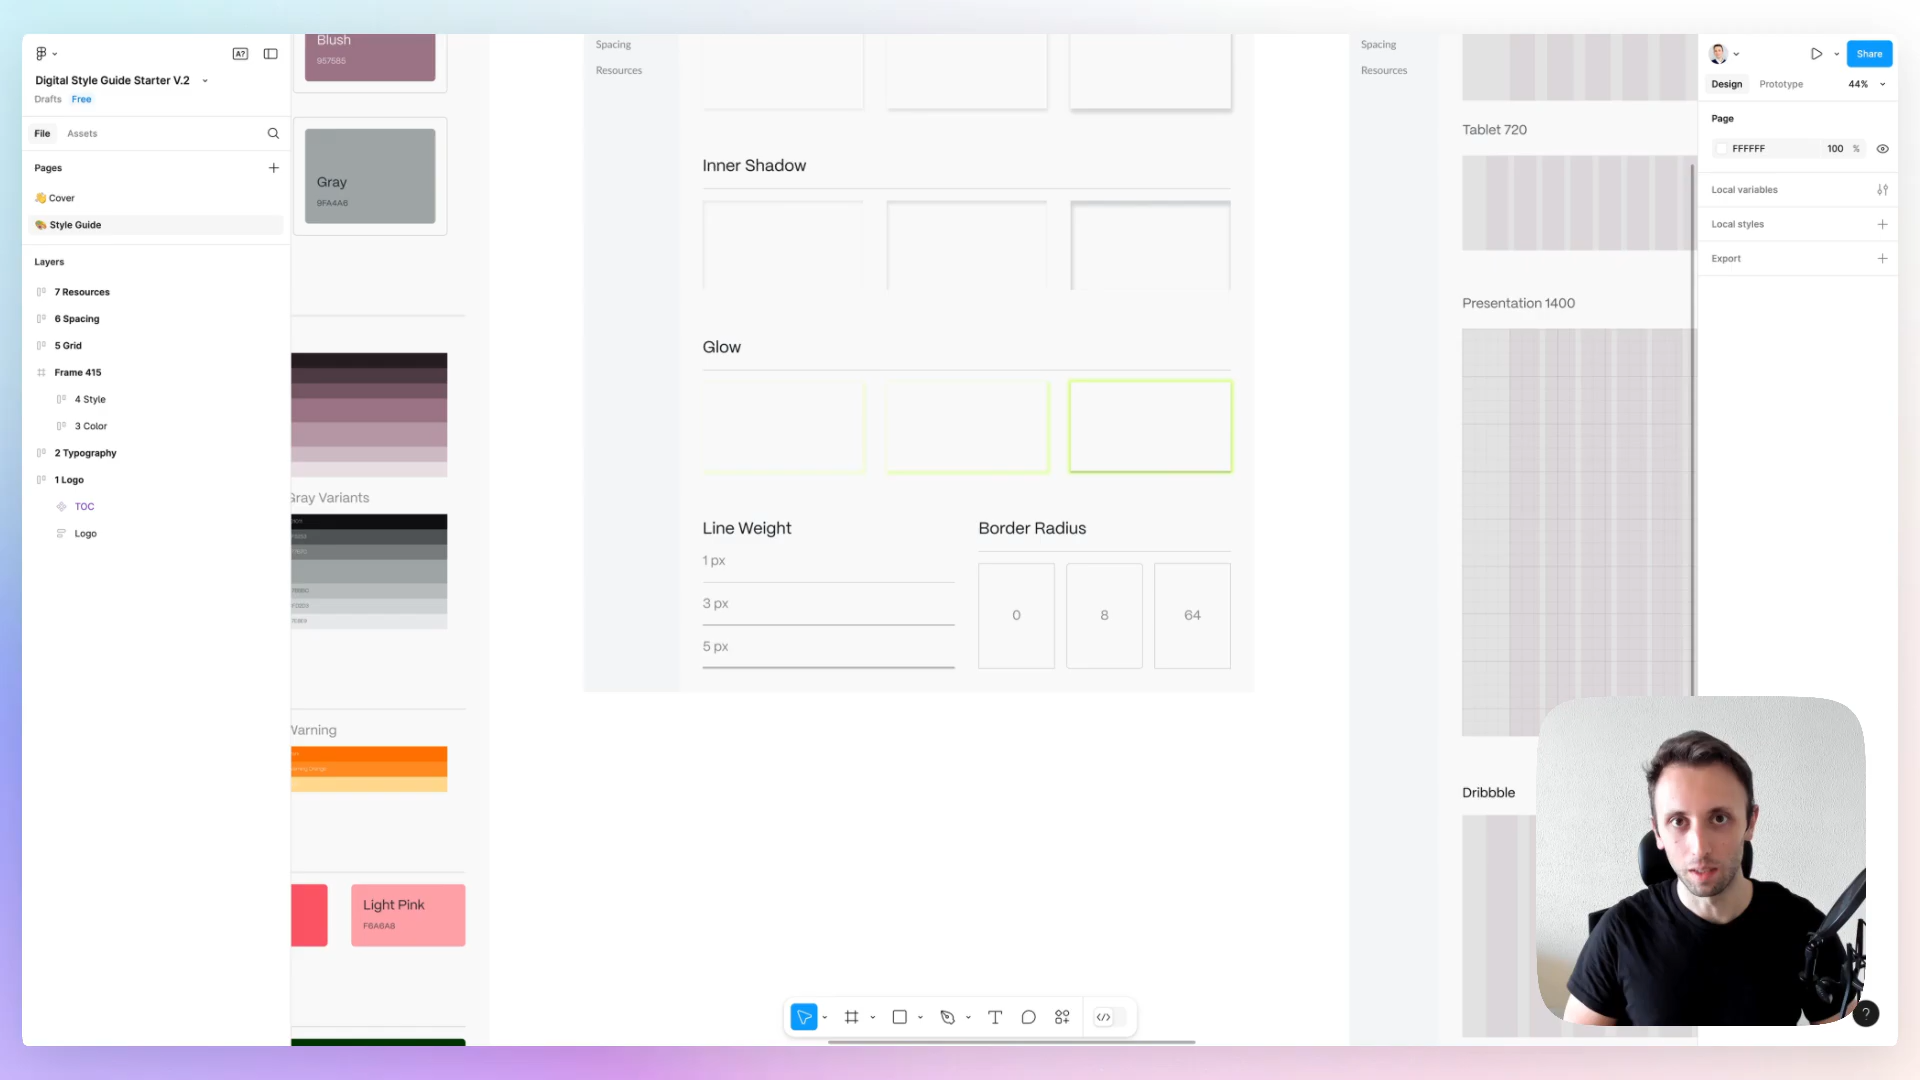 Digital Style Guide Starter V.2
Drafts
Free
File
Assets
Pages
👋 Cover
🎨 Style Guide
Layers
7 Resources
6 Spacing
5 Grid
Frame 415
4 Style
3 Color
2 Typography
1 Logo
TOC
Logo
Blush
957585
Gray
9FA4A6
Gray Variants
Warning
Light Pink
F6A6A8
Spacing
Resources
Inner Shadow
Glow
Line Weight
1 px
3 px
5 px
Border Radius
0
8
64
Spacing
Resources
Tablet 720
Presentation 1400
Dribbble
Share
Design
Prototype
44%
Page
FFFFFF
100
%
Local variables
Local styles
Export
A?
?